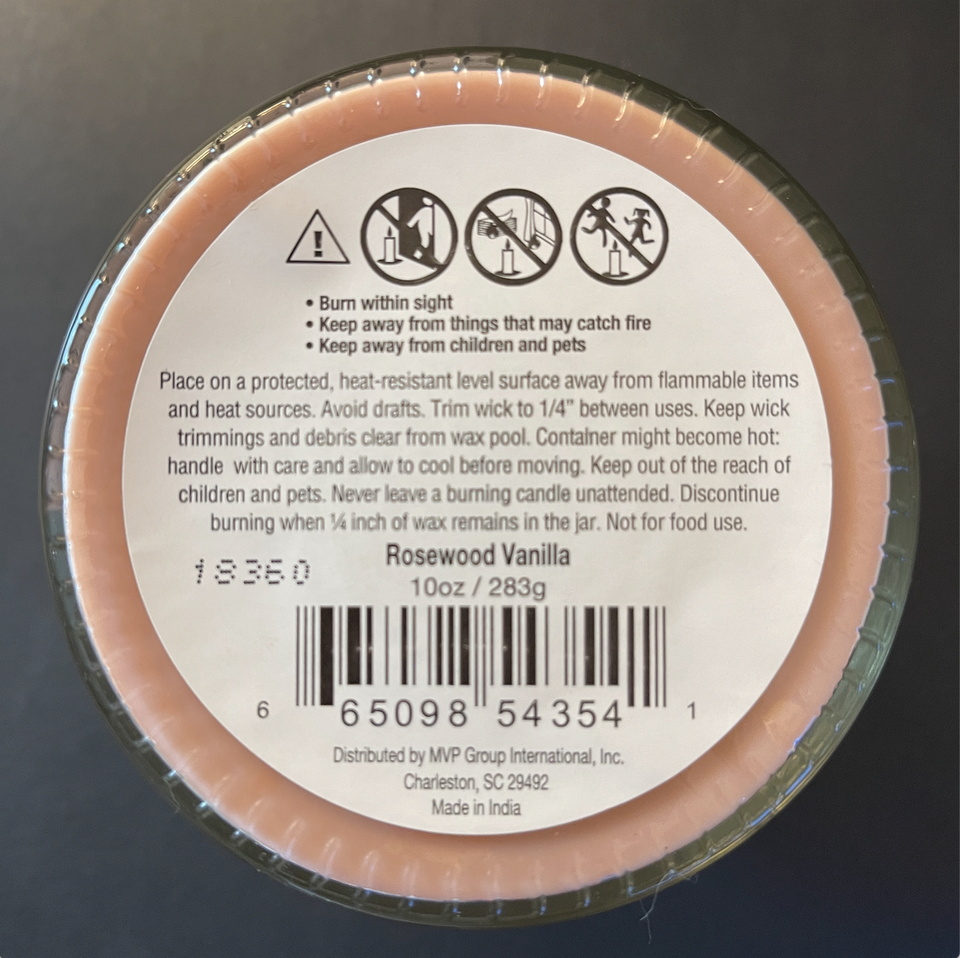 • Burn within sight
• Keep away from things that may catch fire
• Keep away from children and pets
Place on a protected, heat-resistant level surface away from flammable items
and heat sources. Avoid drafts. Trim wick to 1/4” between uses. Keep wick
trimmings and debris clear from wax pool. Container might become hot:
handle with care and allow to cool before moving. Keep out of the reach of
children and pets. Never leave a burning candle unattended. Discontinue
burning when ¼ inch of wax remains in the jar. Not for food use.
Rosewood Vanilla
18360
10oz / 283g
6 65098 54354 1
Distributed by MVP Group International, Inc.
Charleston, SC 29492
Made in India